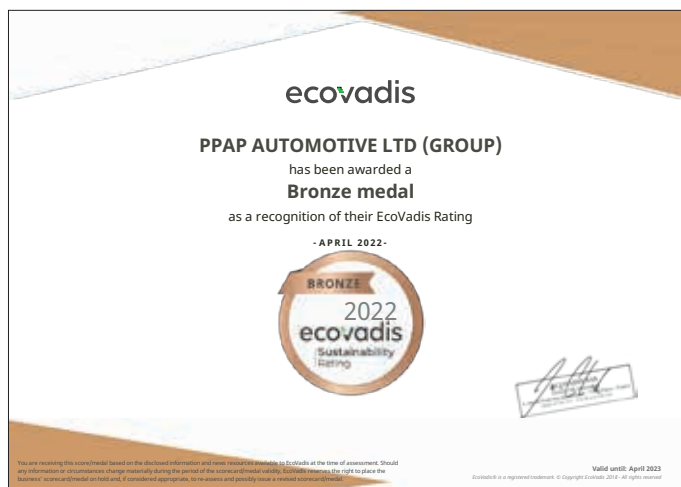 ecovadis
PPAP AUTOMOTIVE LTD (GROUP)
has been awarded a
Bronze medal
as a recognition of their EcoVadis Rating
- APRIL 2022-
BRONZE
2022
ecovadis
Sustainability
Rating
You are receiving this score/medal based on the disclosed information and news resources available to EcoVadis at the time of assessment. Should
any information or circumstances change materially during the period of the scorecard/medal validity, EcoVadis reserves the right to place the
business' scorecard/medal on hold and, if considered appropriate, to re-assess and possibly issue a revised scorecard/medal.
Valid until: April 2023
EcoVadis® is a registered trademark. © Copyright EcoVadis 2018 - All rights reserved